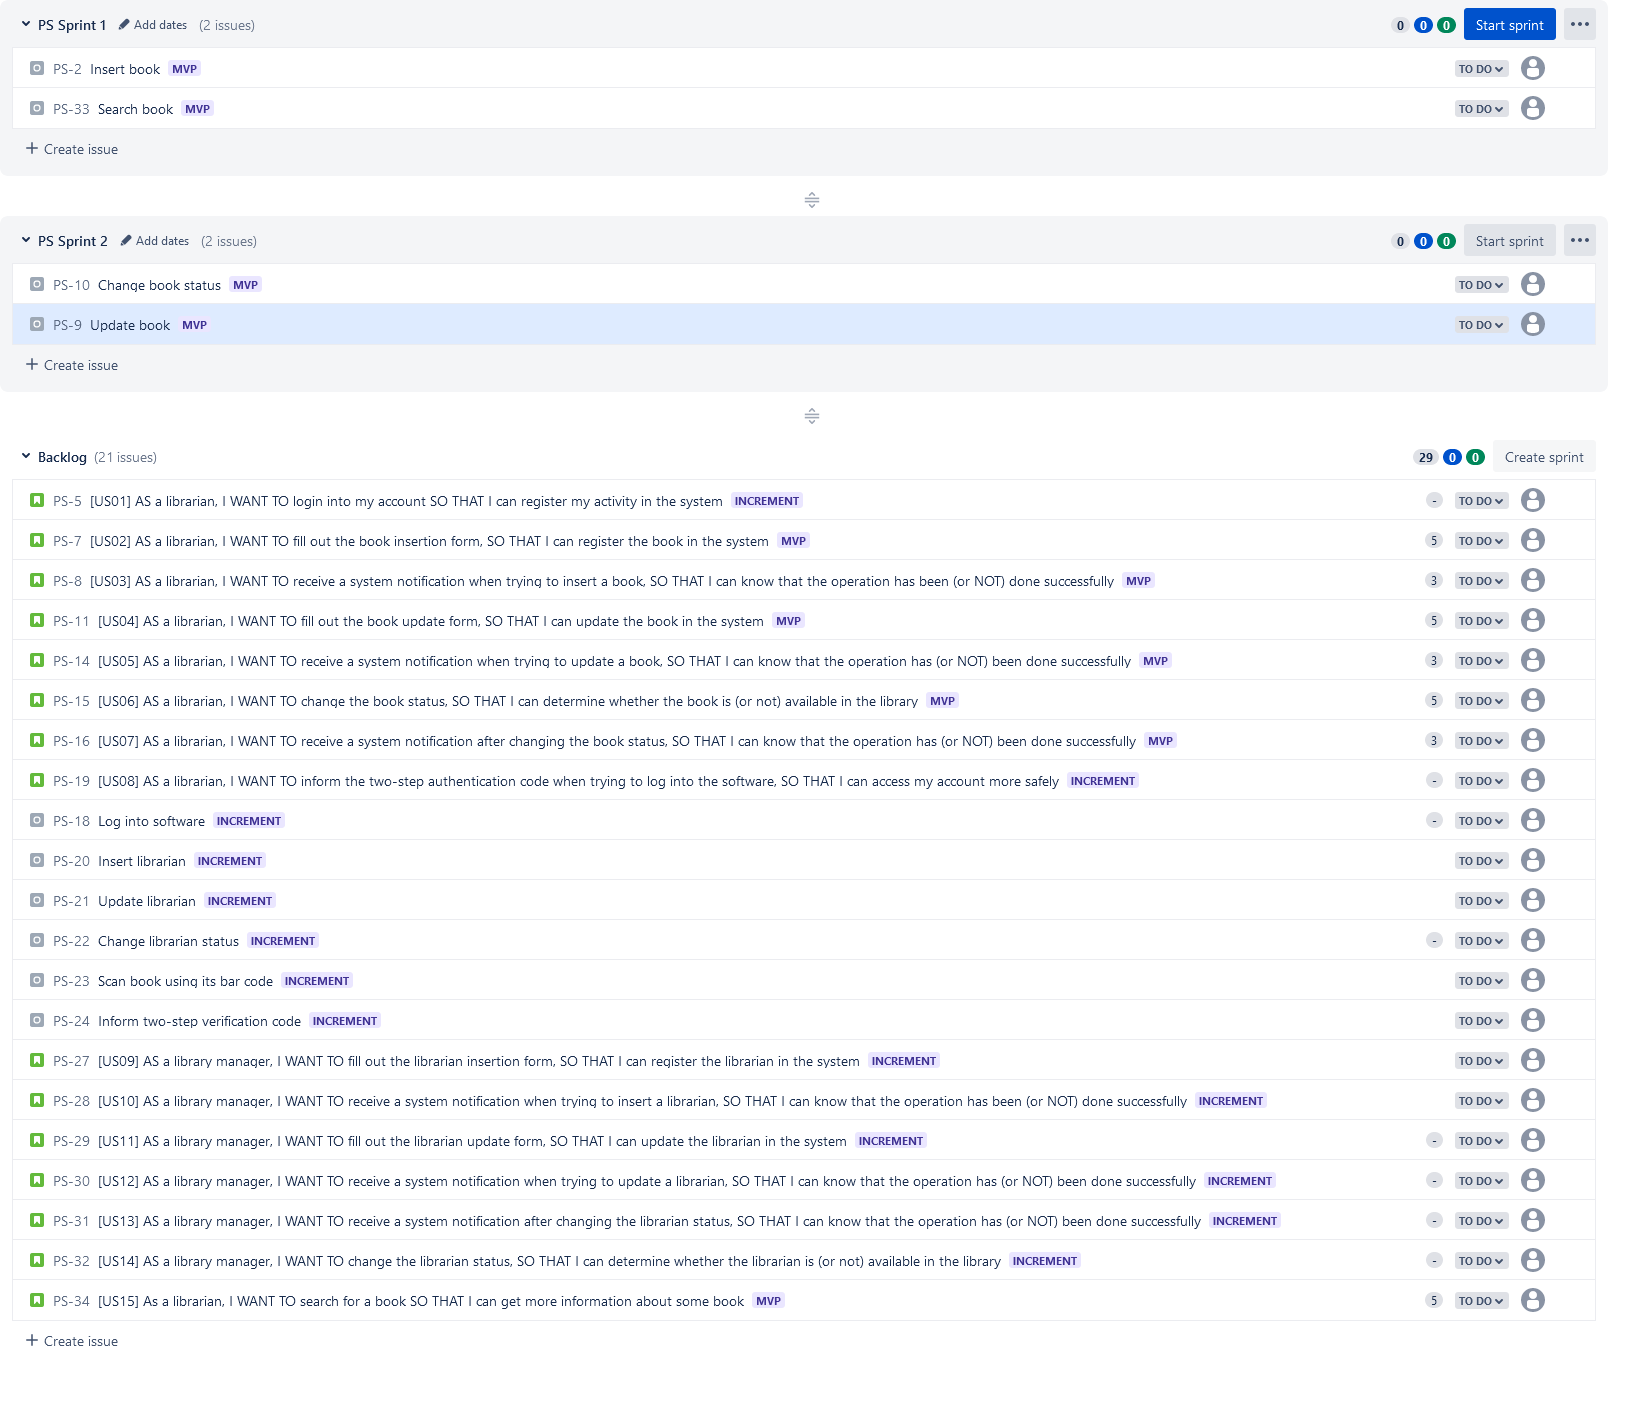 PS Sprint 1 Add dates (2 issues) 0 0 0 Start sprint
PS-2 Insert book MVP TO DO
PS-33 Search book MVP TO DO
Create issue
PS Sprint 2 Add dates (2 issues) 0 0 0 Start sprint
PS-10 Change book status MVP TO DO
PS-9 Update book MVP TO DO
Create issue
Backlog (21 issues) 29 0 0 Create sprint
PS-5 [US01] AS a librarian, I WANT TO login into my account SO THAT I can register my activity in the system INCREMENT - TO DO
PS-7 [US02] AS a librarian, I WANT TO fill out the book insertion form, SO THAT I can register the book in the system MVP 5 TO DO
PS-8 [US03] AS a librarian, I WANT TO receive a system notification when trying to insert a book, SO THAT I can know that the operation has been (or NOT) done successfully MVP 3 TO DO
PS-11 [US04] AS a librarian, I WANT TO fill out the book update form, SO THAT I can update the book in the system MVP 5 TO DO
PS-14 [US05] AS a librarian, I WANT TO receive a system notification when trying to update a book, SO THAT I can know that the operation has (or NOT) been done successfully MVP 3 TO DO
PS-15 [US06] AS a librarian, I WANT TO change the book status, SO THAT I can determine whether the book is (or not) available in the library MVP 5 TO DO
PS-16 [US07] AS a librarian, I WANT TO receive a system notification after changing the book status, SO THAT I can know that the operation has (or NOT) been done successfully MVP 3 TO DO
PS-19 [US08] AS a librarian, I WANT TO inform the two-step authentication code when trying to log into the software, SO THAT I can access my account more safely INCREMENT - TO DO
PS-18 Log into software INCREMENT - TO DO
PS-20 Insert librarian INCREMENT TO DO
PS-21 Update librarian INCREMENT TO DO
PS-22 Change librarian status INCREMENT - TO DO
PS-23 Scan book using its bar code INCREMENT TO DO
PS-24 Inform two-step verification code INCREMENT TO DO
PS-27 [US09] AS a library manager, I WANT TO fill out the librarian insertion form, SO THAT I can register the librarian in the system INCREMENT TO DO
PS-28 [US10] AS a library manager, I WANT TO receive a system notification when trying to insert a librarian, SO THAT I can know that the operation has been (or NOT) done successfully INCREMENT TO DO
PS-29 [US11] AS a library manager, I WANT TO fill out the librarian update form, SO THAT I can update the librarian in the system INCREMENT - TO DO
PS-30 [US12] AS a library manager, I WANT TO receive a system notification when trying to update a librarian, SO THAT I can know that the operation has (or NOT) been done successfully INCREMENT - TO DO
PS-31 [US13] AS a library manager, I WANT TO receive a system notification after changing the librarian status, SO THAT I can know that the operation has (or NOT) been done successfully INCREMENT - TO DO
PS-32 [US14] AS a library manager, I WANT TO change the librarian status, SO THAT I can determine whether the librarian is (or not) available in the library INCREMENT - TO DO
PS-34 [US15] As a librarian, I WANT TO search for a book SO THAT I can get more information about some book MVP 5 TO DO
Create issue